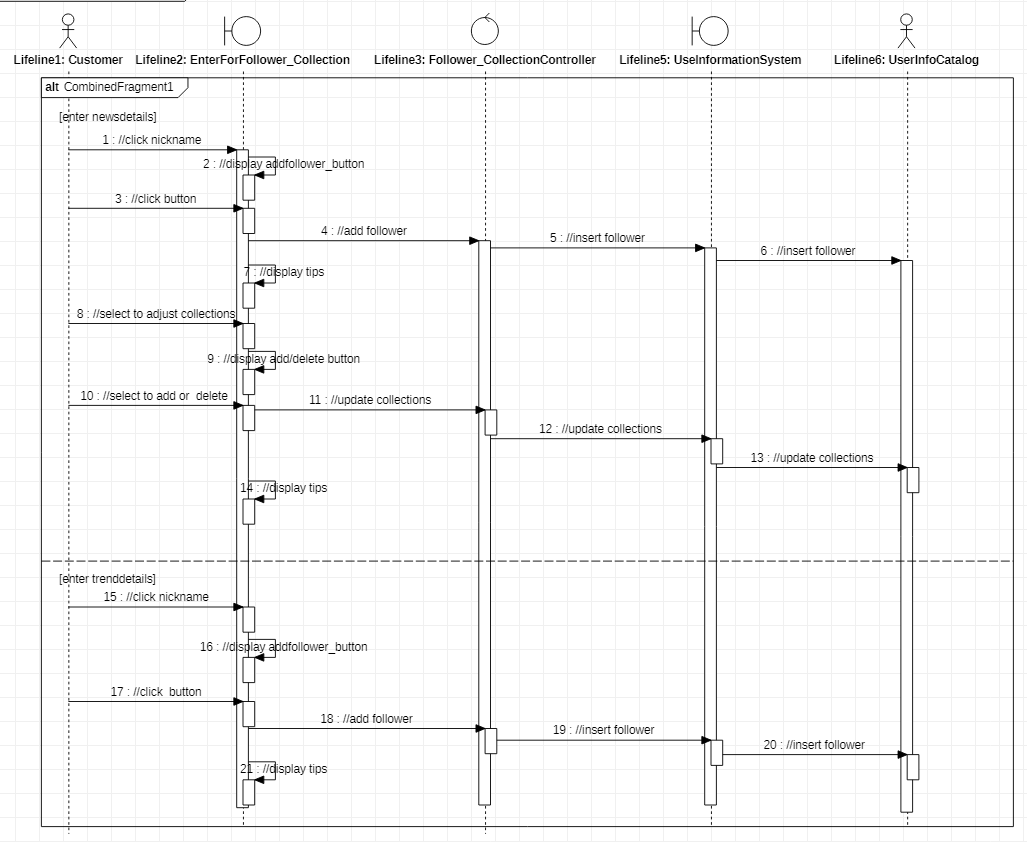 Lifeline1: Customer
Lifeline2: EnterForFollower_Collection
Lifeline3: Follower_CollectionController
Lifeline5: UseInformationSystem
Lifeline6: UserInfoCatalog
alt CombinedFragment1
[enter newsdetails]
1 : //click nickname
2 : //display addfollower_button
3 : //click button
4 : //add follower
5 : //insert follower
6 : //insert follower
7 : //display tips
8 : //select to adjust collections
9 : //display add/delete button
10 : //select to add or  delete
11 : //update collections
12 : //update collections
13 : //update collections
14 : //display tips
[enter trenddetails]
15 : //click nickname
16 : //display addfollower_button
17 : //click  button
18 : //add follower
19 : //insert follower
20 : //insert follower
21 : //display tips